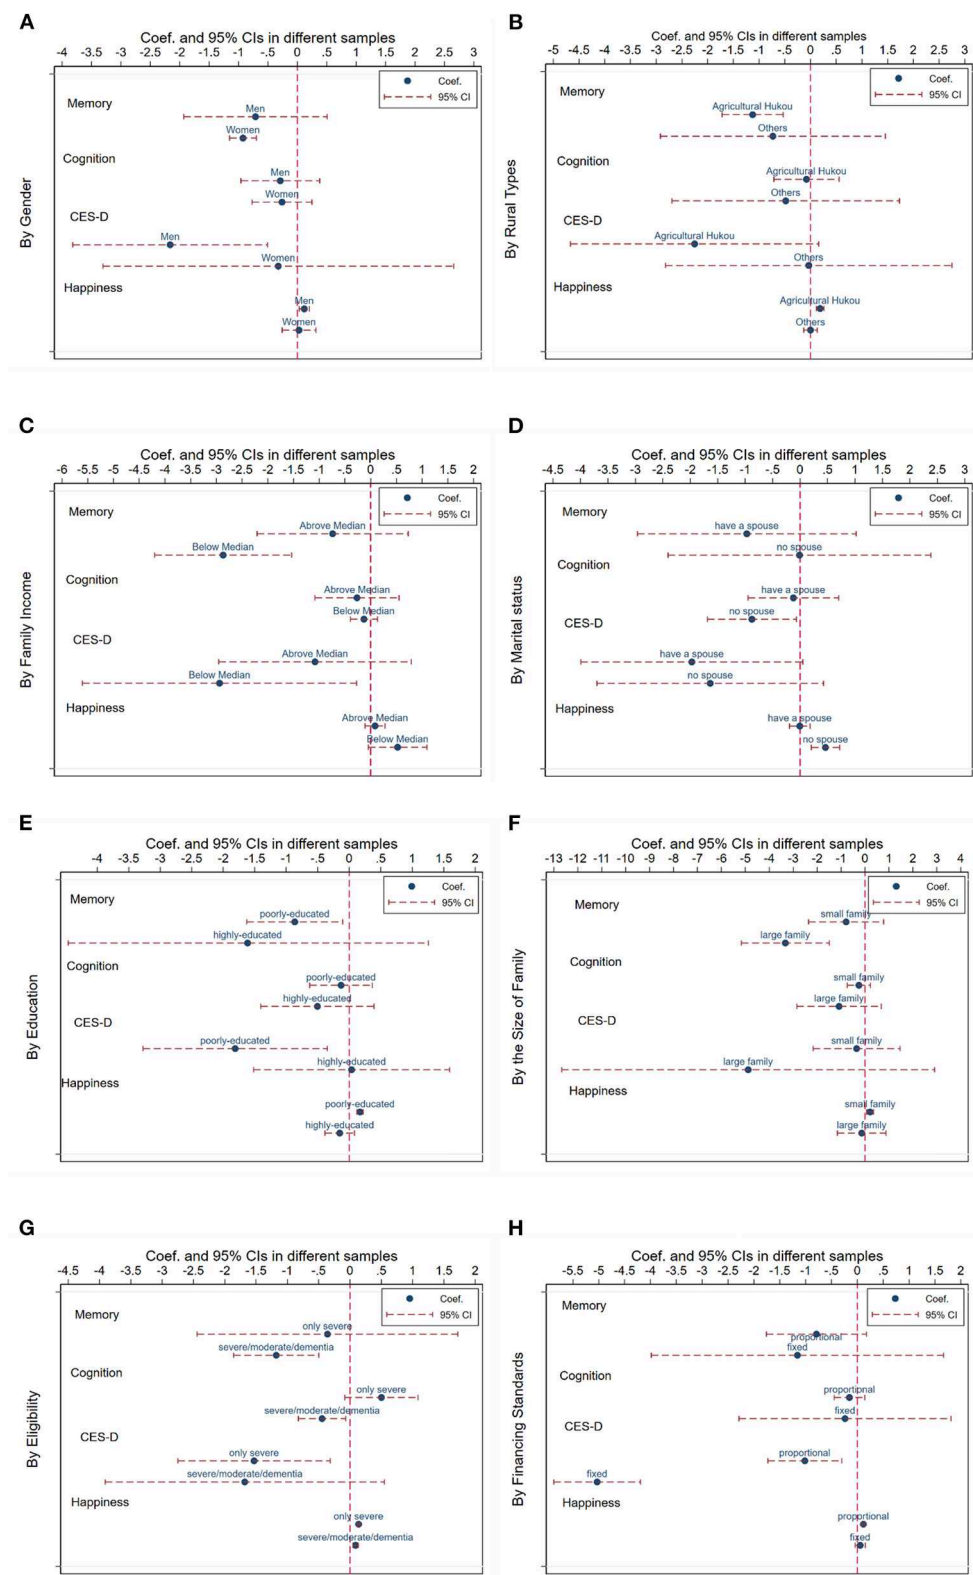 A
Coef. and 95% CIs in different samples
-4 -3.5 -3 -2.5 -2 -1.5 -1 -.5 0 .5 1 1.5 2 2.5 3
Coef.
95% CI
By Gender
Memory
Men
Women
Cognition
Men
Women
CES-D
Men
Women
Happiness
Men
Women
B
Coef. and 95% CIs in different samples
-5 -4.5 -4 -3.5 -3 -2.5 -2 -1.5 -1 -.5 0 .5 1 1.5 2 2.5 3
Coef.
95% CI
By Rural Types
Memory
Agricultural Hukou
Others
Cognition
Agricultural Hukou
Others
CES-D
Agricultural Hukou
Others
Happiness
Agricultural Hukou
Others
C
Coef. and 95% CIs in different samples
-6 -5.5 -5 -4.5 -4 -3.5 -3 -2.5 -2 -1.5 -1 -.5 0 .5 1 1.5 2
Coef.
95% CI
By Family Income
Memory
Abrove Median
Below Median
Cognition
Abrove Median
Below Median
CES-D
Abrove Median
Below Median
Happiness
Abrove Median
Below Median
D
Coef. and 95% CIs in different samples
-4.5 -4 -3.5 -3 -2.5 -2 -1.5 -1 -.5 0 .5 1 1.5 2 2.5 3
Coef.
95% CI
By Marital status
Memory
have a spouse
no spouse
Cognition
have a spouse
no spouse
CES-D
have a spouse
no spouse
Happiness
have a spouse
no spouse
E
Coef. and 95% CIs in different samples
-4 -3.5 -3 -2.5 -2 -1.5 -1 -.5 0 .5 1 1.5 2
Coef.
95% CI
By Education
Memory
poorly-educated
highly-educated
Cognition
poorly-educated
highly-educated
CES-D
poorly-educated
highly-educated
Happiness
poorly-educated
highly-educated
F
Coef. and 95% CIs in different samples
-13 -12 -11 -10 -9 -8 -7 -6 -5 -4 -3 -2 -1 0 1 2 3 4
Coef.
95% CI
By the Size of Family
Memory
small family
large family
Cognition
small family
large family
CES-D
small family
large family
Happiness
small family
large family
G
Coef. and 95% CIs in different samples
-4.5 -4 -3.5 -3 -2.5 -2 -1.5 -1 -.5 0 .5 1 1.5 2
Coef.
95% CI
By Eligibility
Memory
only severe
severe/moderate/dementia
Cognition
only severe
severe/moderate/dementia
CES-D
only severe
severe/moderate/dementia
Happiness
only severe
severe/moderate/dementia
H
Coef. and 95% CIs in different samples
-5.5 -5 -4.5 -4 -3.5 -3 -2.5 -2 -1.5 -1 -.5 0 .5 1 1.5 2
Coef.
95% CI
By Financing Standards
Memory
proportional
fixed
Cognition
proportional
fixed
CES-D
proportional
fixed
Happiness
proportional
fixed